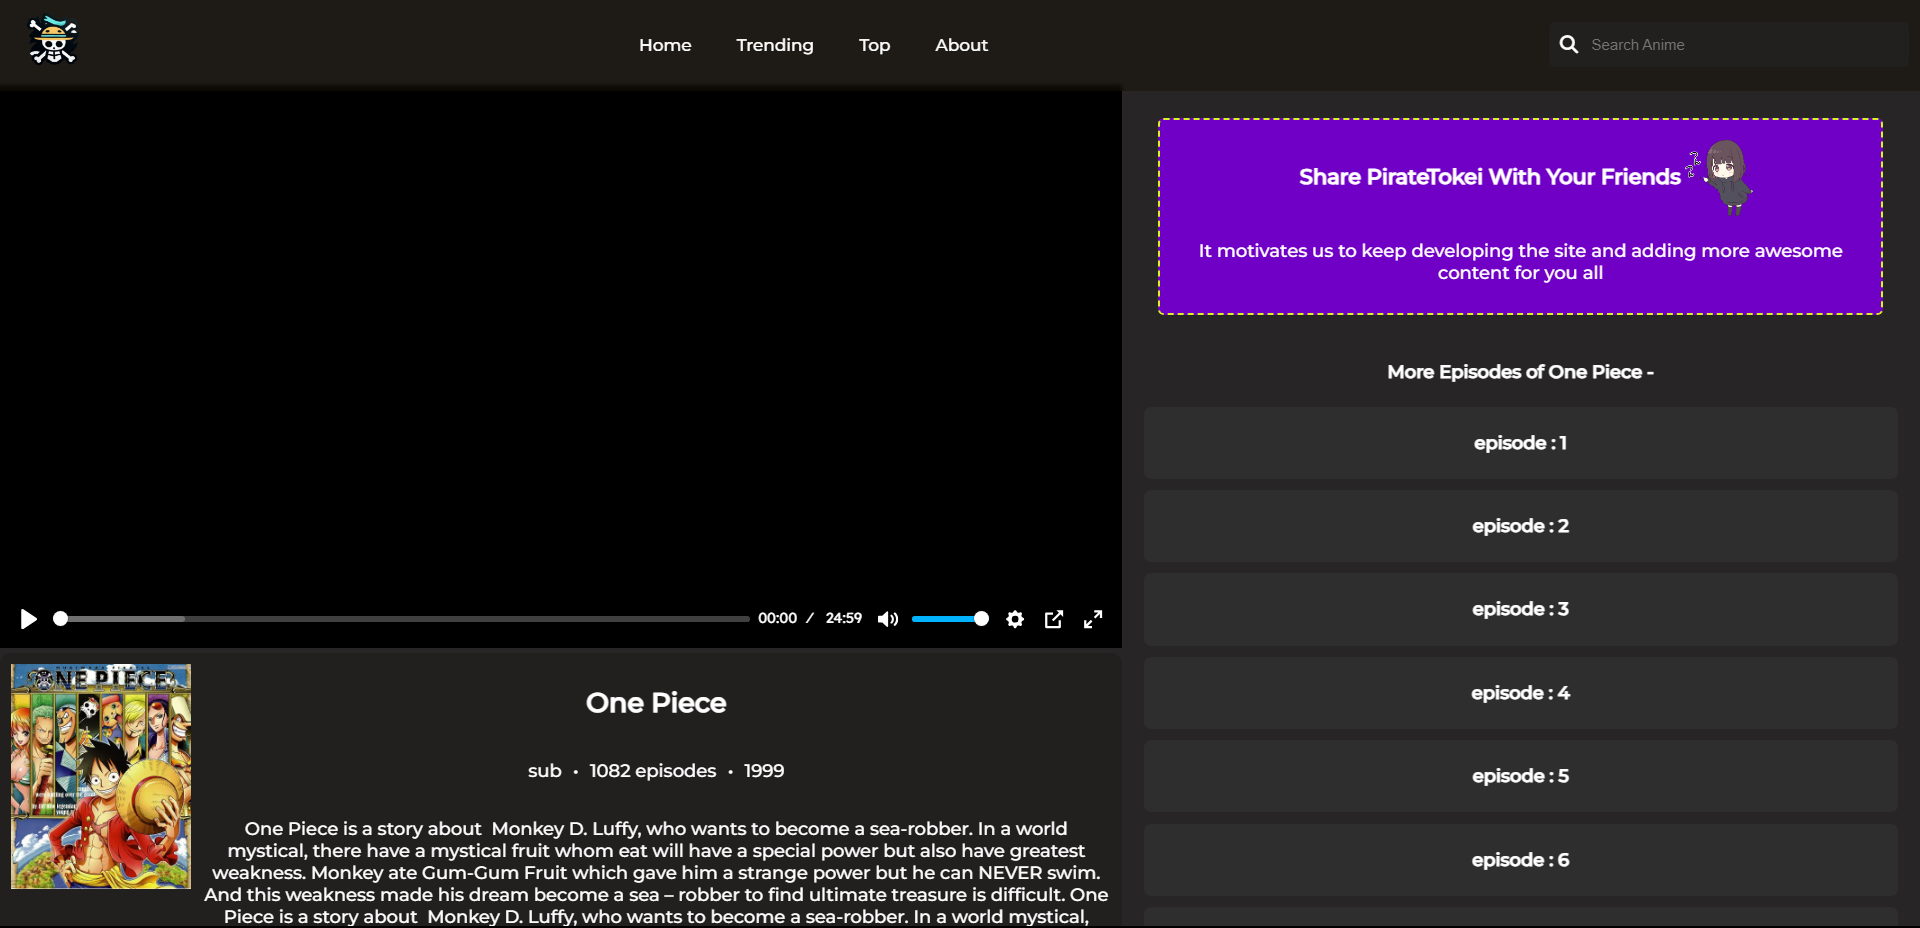 Home Trending Top About
Search Anime
Share PirateTokei With Your Friends
It motivates us to keep developing the site and adding more awesome
content for you all
More Episodes of One Piece -
episode : 1
episode : 2
episode : 3
episode : 4
episode : 5
episode : 6
00:00 / 24:59
ONE PIECE
One Piece
sub • 1082 episodes • 1999
One Piece is a story about  Monkey D. Luffy, who wants to become a sea-robber. In a world
mystical, there have a mystical fruit whom eat will have a special power but also have greatest
weakness. Monkey ate Gum-Gum Fruit which gave him a strange power but he can NEVER swim.
And this weakness made his dream become a sea – robber to find ultimate treasure is difficult. One
Piece is a story about  Monkey D. Luffy, who wants to become a sea-robber. In a world mystical,